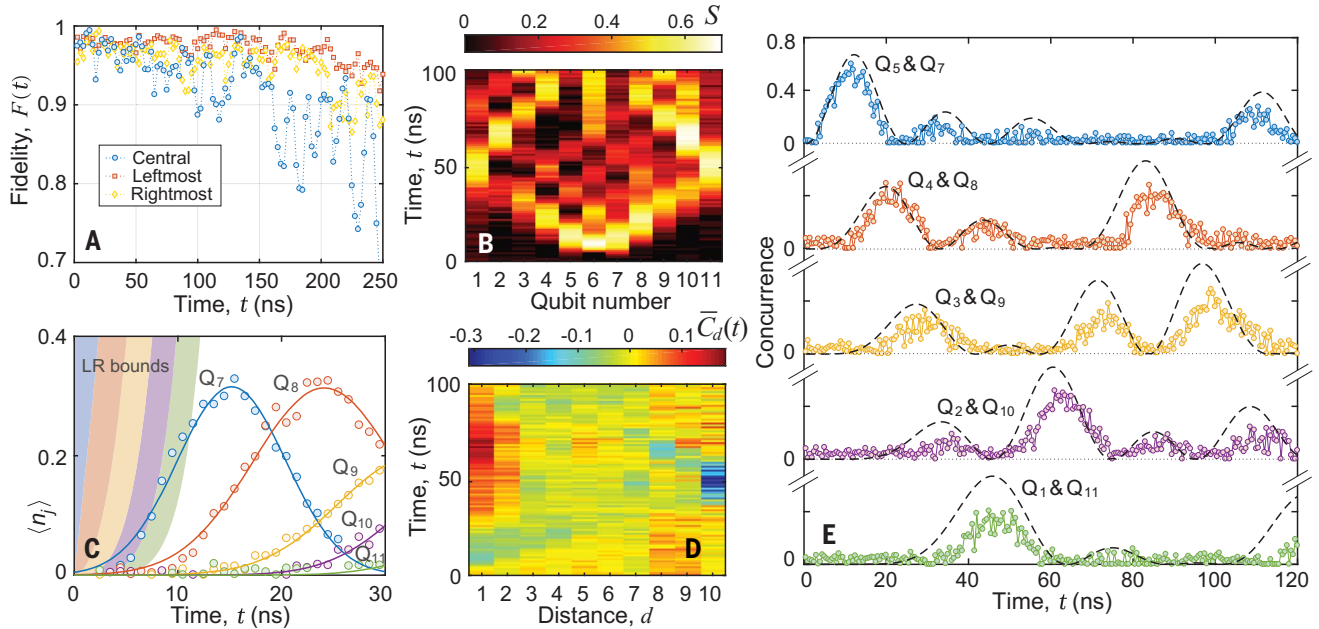 Fidelity, F(t)
1
0.9
1
0.8
0.7
Central
Leftmost
Rightmost
A
0 50 100 150 200 250
Time, t (ns)
0 0.2 0.4 0.6 S
Time, t (ns)
100
50
0
B
1 2 3 4 5 6 7 8 9 10 11
Qubit number
⟨nj⟩
0.4
0.2
0
LR bounds
Q7
Q8
Q9
Q10
Q11
C
0 10 20 30
Time, t (ns)
-0.3 -0.2 -0.1 0 0.1 C̅d(t)
Time, t (ns)
100
50
0
D
1 2 3 4 5 6 7 8 9 10
Distance, d
Concurrence
0.8
0.4
0
Q5 & Q7
0
Q4 & Q8
0
Q3 & Q9
0
Q2 & Q10
0
Q1 & Q11
0
E
0 20 40 60 80 100 120
Time, t (ns)